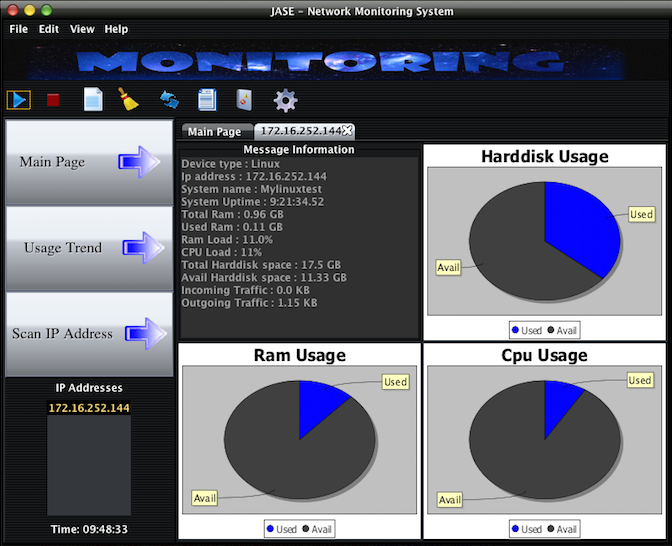 JASE - Network Monitoring System
File Edit View Help
MONITORING
Main Page
Usage Trend
Scan IP Address
IP Addresses
172.16.252.144
Time: 09:48:33
Main Page 172.16.252.144
Message Information
Device type : Linux
Ip address : 172.16.252.144
System name : Mylinuxtest
System Uptime : 9:21:34.52
Total Ram : 0.96 GB
Used Ram : 0.11 GB
Ram Load : 11.0%
CPU Load : 11%
Total Harddisk space : 17.5 GB
Avail Harddisk space : 11.33 GB
Incoming Traffic : 0.0 KB
Outgoing Traffic : 1.15 KB
Harddisk Usage
Used
Avail
Used Avail
Ram Usage
Used
Avail
Used Avail
Cpu Usage
Used
Avail
Used Avail